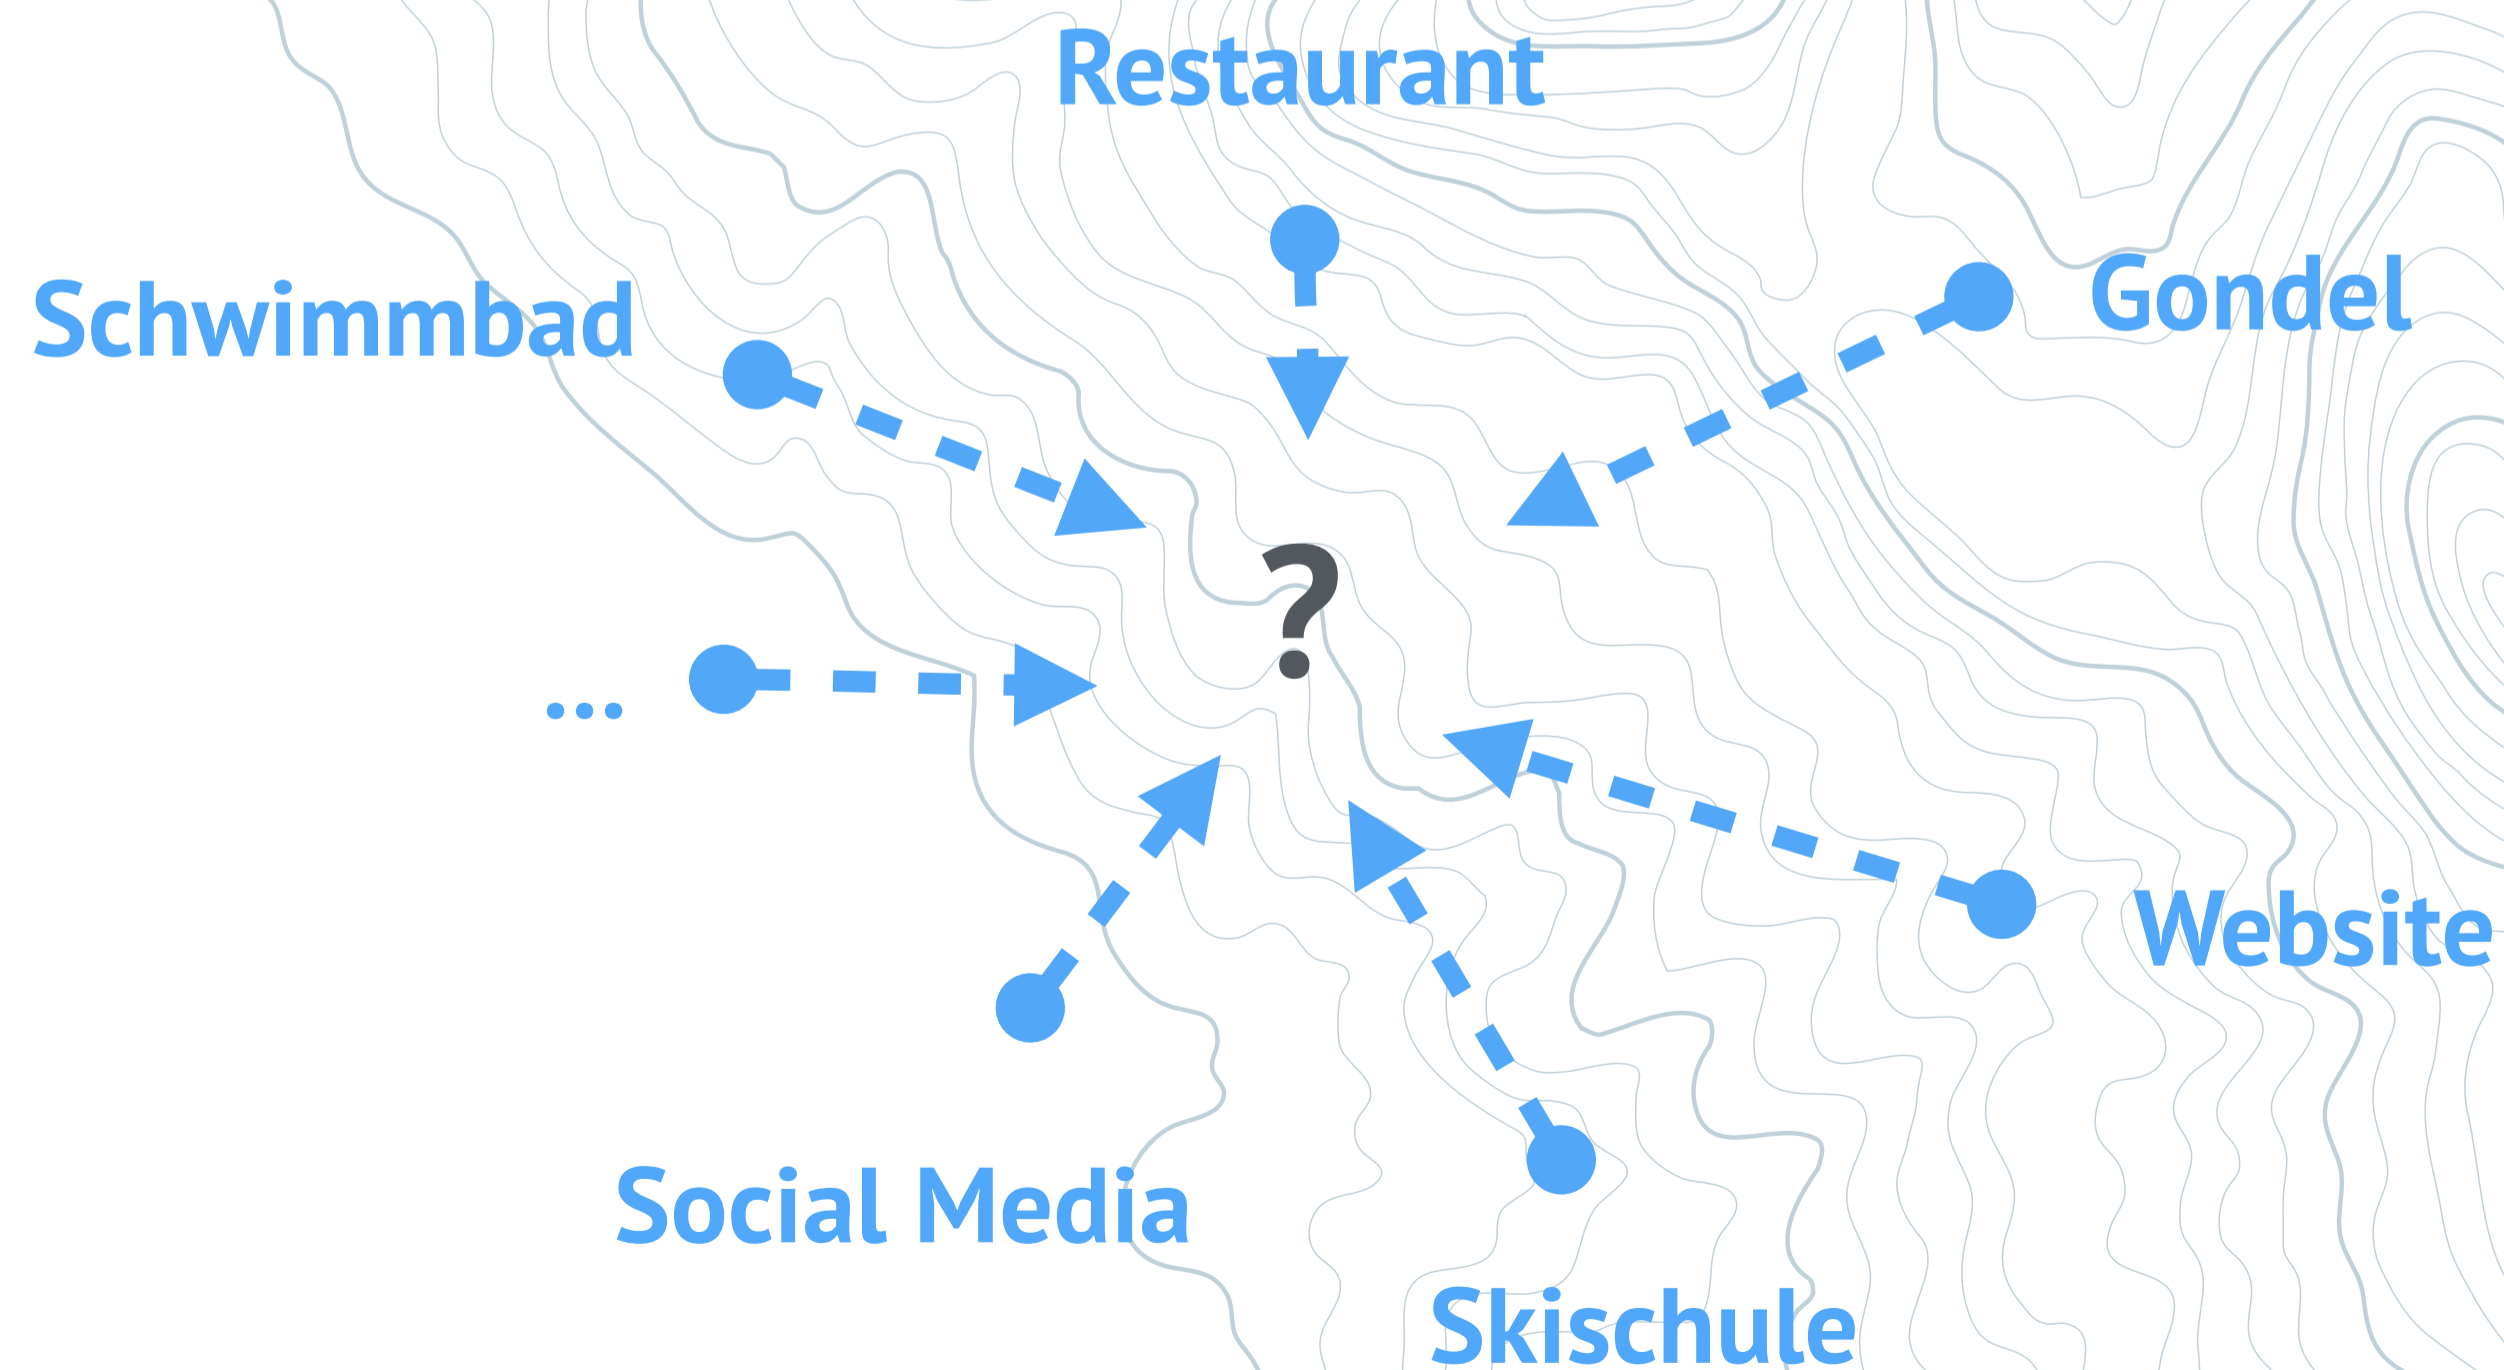 Restaurant
Schwimmbad
Gondel
?
...
Website
Social Media
Skischule